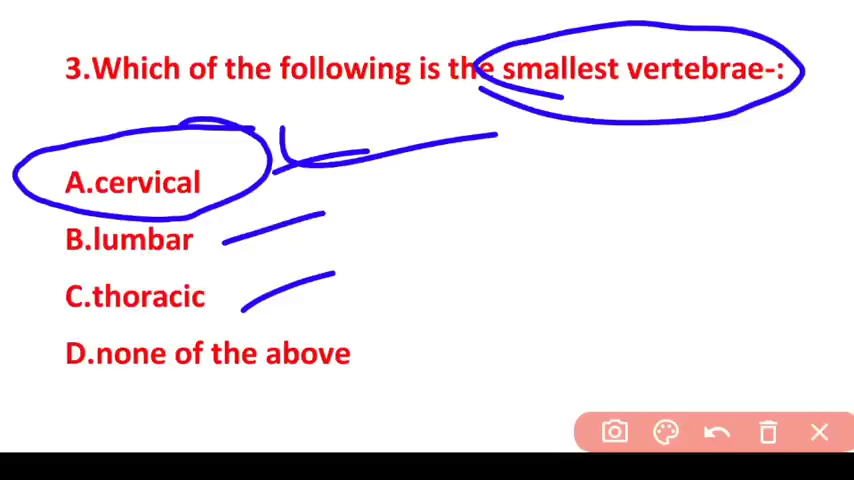 3.Which of the following is the smallest vertebrae-:
A.cervical
B.lumbar
C.thoracic
D.none of the above